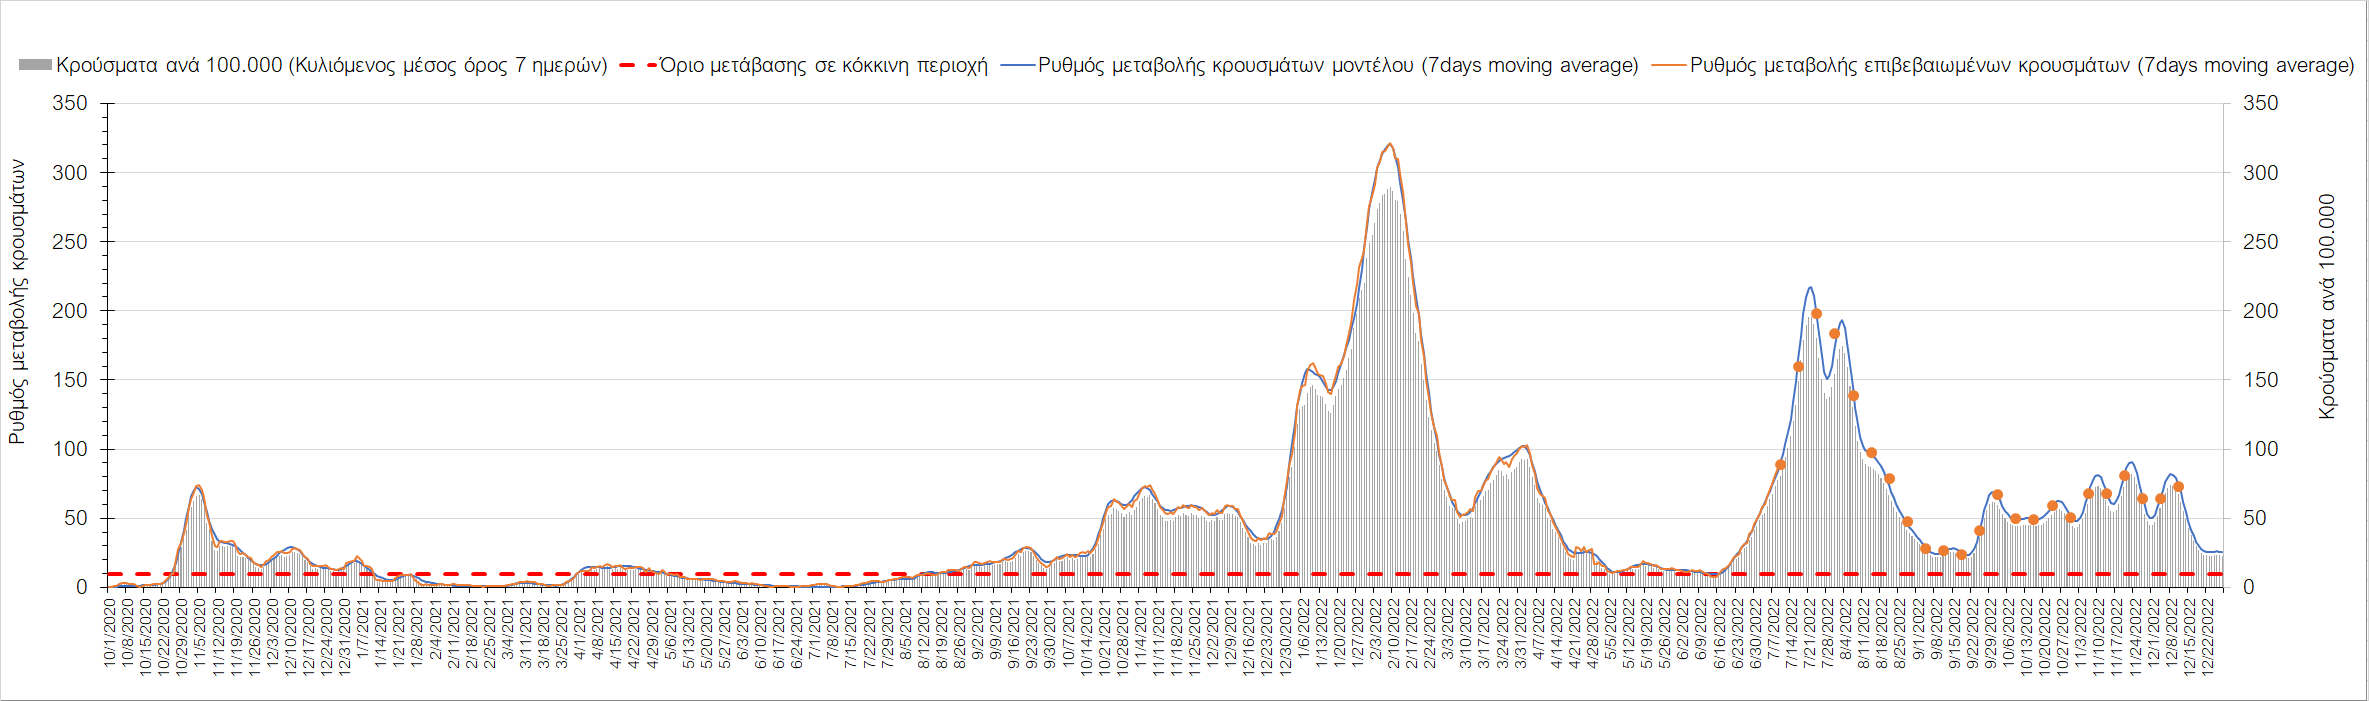 Κρούσματα ανά 100.000 (Κυλιόμενος μέσος όρος 7 ημερών) Όριο μετάβασης σε κόκκινη περιοχή Ρυθμός μεταβολής κρουσμάτων μοντέλου (7days moving average) Ρυθμός μεταβολής επιβεβαιωμένων κρουσμάτων (7days moving average)
350 350
300 300
250 250
200 200
150 150
100 100
50 50
0 0
Ρυθμός μεταβολής κρουσμάτων
Κρούσματα ανά 100.000
10/1/2020 10/8/2020 10/15/2020 10/22/2020 10/29/2020 11/5/2020 11/12/2020 11/19/2020 11/26/2020 12/3/2020 12/10/2020 12/17/2020 12/24/2020 12/31/2020 1/7/2021 1/14/2021 1/21/2021 1/28/2021 2/4/2021 2/11/2021 2/18/2021 2/25/2021 3/4/2021 3/11/2021 3/18/2021 3/25/2021 4/1/2021 4/8/2021 4/15/2021 4/22/2021 4/29/2021 5/6/2021 5/13/2021 5/20/2021 5/27/2021 6/3/2021 6/10/2021 6/17/2021 6/24/2021 7/1/2021 7/8/2021 7/15/2021 7/22/2021 7/29/2021 8/5/2021 8/12/2021 8/19/2021 8/26/2021 9/2/2021 9/9/2021 9/16/2021 9/23/2021 9/30/2021 10/7/2021 10/14/2021 10/21/2021 10/28/2021 11/4/2021 11/11/2021 11/18/2021 11/25/2021 12/2/2021 12/9/2021 12/16/2021 12/23/2021 12/30/2021 1/6/2022 1/13/2022 1/20/2022 1/27/2022 2/3/2022 2/10/2022 2/17/2022 2/24/2022 3/3/2022 3/10/2022 3/17/2022 3/24/2022 3/31/2022 4/7/2022 4/14/2022 4/21/2022 4/28/2022 5/5/2022 5/12/2022 5/19/2022 5/26/2022 6/2/2022 6/9/2022 6/16/2022 6/23/2022 6/30/2022 7/7/2022 7/14/2022 7/21/2022 7/28/2022 8/4/2022 8/11/2022 8/18/2022 8/25/2022 9/1/2022 9/8/2022 9/15/2022 9/22/2022 9/29/2022 10/6/2022 10/13/2022 10/20/2022 10/27/2022 11/3/2022 11/10/2022 11/17/2022 11/24/2022 12/1/2022 12/8/2022 12/15/2022 12/22/2022